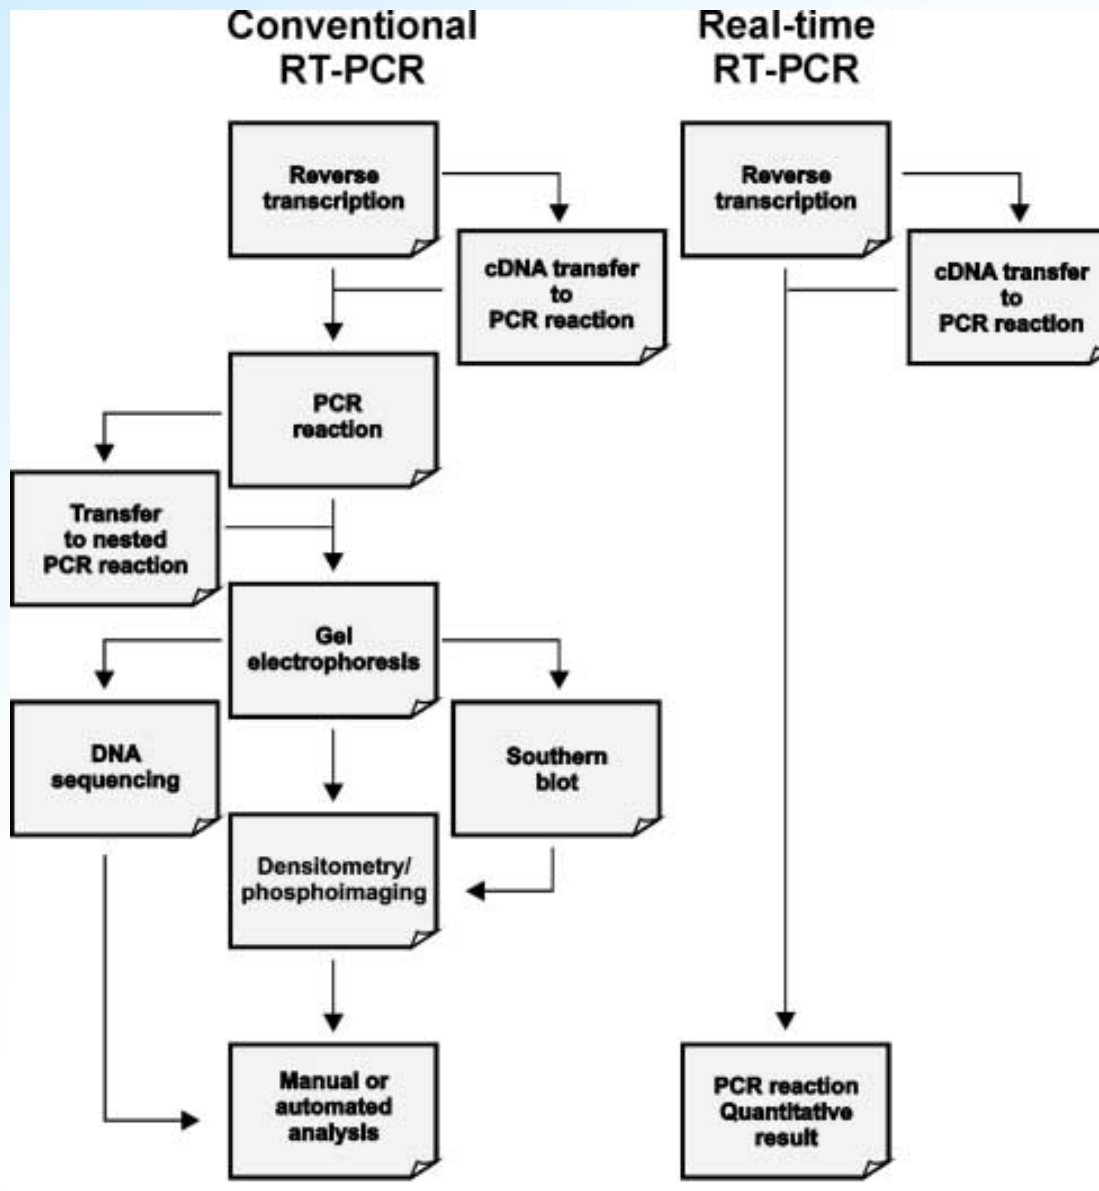 Conventional
RT-PCR
Real-time
RT-PCR
Reverse
transcription
cDNA transfer
to
PCR reaction
PCR
reaction
Transfer
to nested
PCR reaction
Gel
electrophoresis
DNA
sequencing
Southern
blot
Densitometry/
phosphoimaging
Manual or
automated
analysis
Reverse
transcription
cDNA transfer
to
PCR reaction
PCR reaction
Quantitative
result